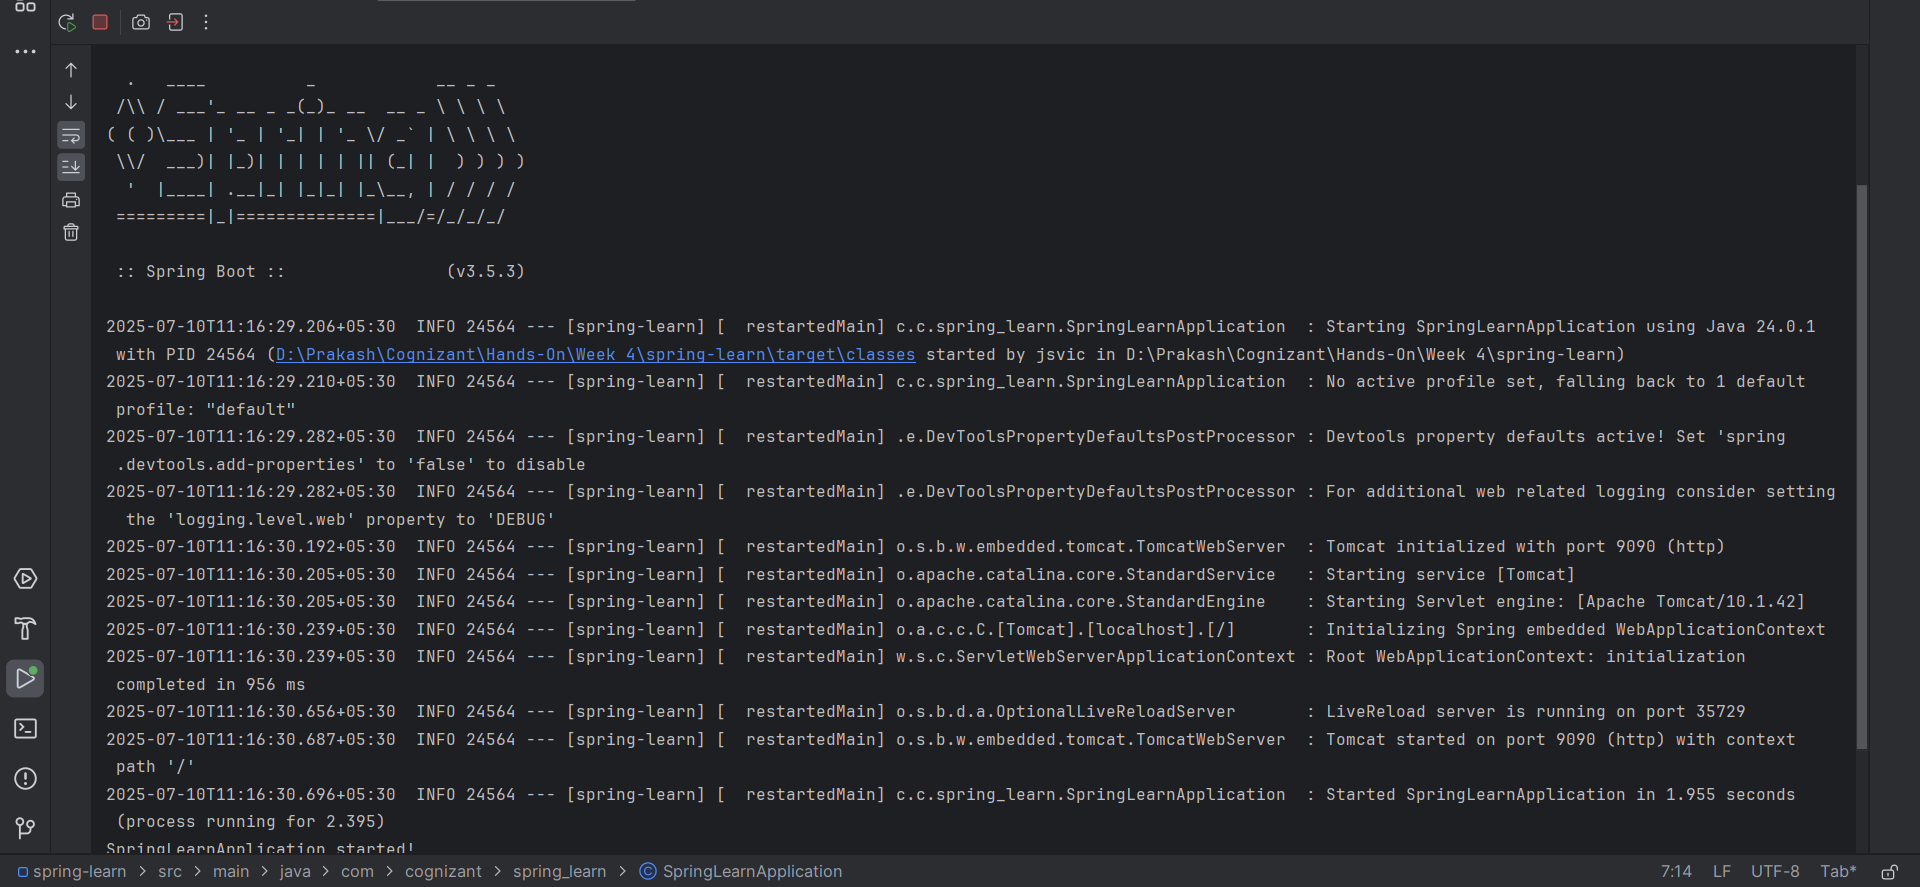 .   ____          _            __ _ _
 /\\ / ___'_ __ _ _(_)_ __  __ _ \ \ \ \
( ( )\___ | '_ | '_| | '_ \/ _` | \ \ \ \
 \\/  ___)| |_)| | | | | || (_| |  ) ) ) )
  '  |____| .__|_| |_|_| |_\__, | / / / /
 =========|_|==============|___/=/_/_/_/
 :: Spring Boot ::                (v3.5.3)
2025-07-10T11:16:29.206+05:30  INFO 24564 --- [spring-learn] [  restartedMain] c.c.spring_learn.SpringLearnApplication  : Starting SpringLearnApplication using Java 24.0.1
 with PID 24564 (D:\Prakash\Cognizant\Hands-On\Week 4\spring-learn\target\classes started by jsvic in D:\Prakash\Cognizant\Hands-On\Week 4\spring-learn)
2025-07-10T11:16:29.210+05:30  INFO 24564 --- [spring-learn] [  restartedMain] c.c.spring_learn.SpringLearnApplication  : No active profile set, falling back to 1 default
 profile: "default"
2025-07-10T11:16:29.282+05:30  INFO 24564 --- [spring-learn] [  restartedMain] .e.DevToolsPropertyDefaultsPostProcessor : Devtools property defaults active! Set 'spring
 .devtools.add-properties' to 'false' to disable
2025-07-10T11:16:29.282+05:30  INFO 24564 --- [spring-learn] [  restartedMain] .e.DevToolsPropertyDefaultsPostProcessor : For additional web related logging consider setting
  the 'logging.level.web' property to 'DEBUG'
2025-07-10T11:16:30.192+05:30  INFO 24564 --- [spring-learn] [  restartedMain] o.s.b.w.embedded.tomcat.TomcatWebServer  : Tomcat initialized with port 9090 (http)
2025-07-10T11:16:30.205+05:30  INFO 24564 --- [spring-learn] [  restartedMain] o.apache.catalina.core.StandardService   : Starting service [Tomcat]
2025-07-10T11:16:30.205+05:30  INFO 24564 --- [spring-learn] [  restartedMain] o.apache.catalina.core.StandardEngine    : Starting Servlet engine: [Apache Tomcat/10.1.42]
2025-07-10T11:16:30.239+05:30  INFO 24564 --- [spring-learn] [  restartedMain] o.a.c.c.C.[Tomcat].[localhost].[/]       : Initializing Spring embedded WebApplicationContext
2025-07-10T11:16:30.239+05:30  INFO 24564 --- [spring-learn] [  restartedMain] w.s.c.ServletWebServerApplicationContext : Root WebApplicationContext: initialization
 completed in 956 ms
2025-07-10T11:16:30.656+05:30  INFO 24564 --- [spring-learn] [  restartedMain] o.s.b.d.a.OptionalLiveReloadServer       : LiveReload server is running on port 35729
2025-07-10T11:16:30.687+05:30  INFO 24564 --- [spring-learn] [  restartedMain] o.s.b.w.embedded.tomcat.TomcatWebServer  : Tomcat started on port 9090 (http) with context
 path '/'
2025-07-10T11:16:30.696+05:30  INFO 24564 --- [spring-learn] [  restartedMain] c.c.spring_learn.SpringLearnApplication  : Started SpringLearnApplication in 1.955 seconds
 (process running for 2.395)
SpringLearnApplication started!
spring-learn > src > main > java > com > cognizant > spring_learn > SpringLearnApplication 7:14 LF UTF-8 Tab*